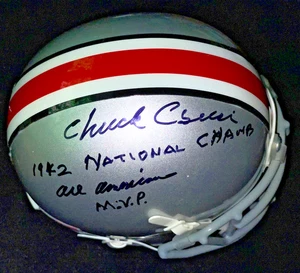 Chuck Csuri
1942 NATIONAL CHAMP
all american
M.V.P.